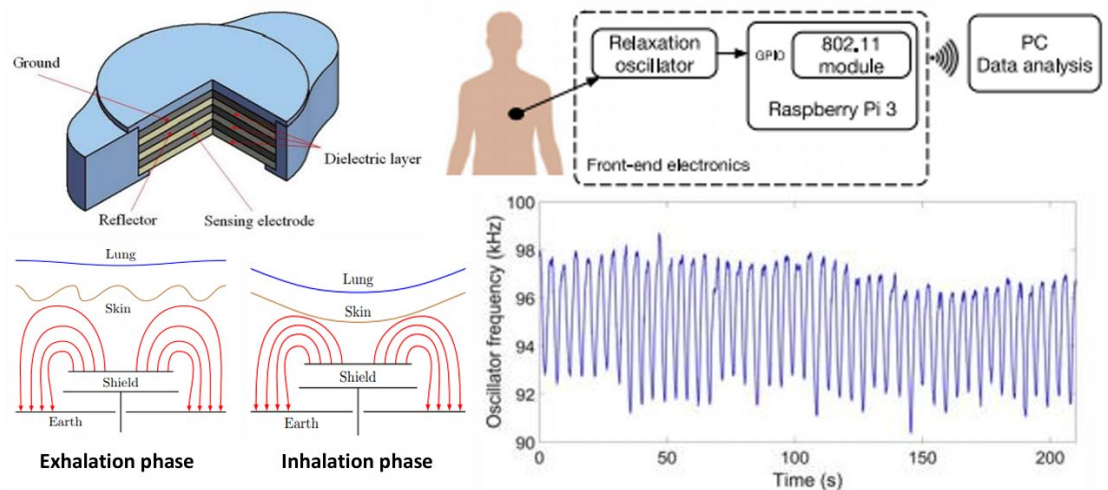 Ground
Dielectric layer
Reflector
Sensing electrode
Relaxation
oscillator
GPIO
802.11
module
Raspberry Pi 3
PC
Data analysis
Front-end electronics
Lung
Skin
Shield
Earth
Exhalation phase
Lung
Skin
Shield
Earth
Inhalation phase
Oscillator frequency (kHz)
100
98
96
94
92
90
0
50
100
150
200
Time (s)